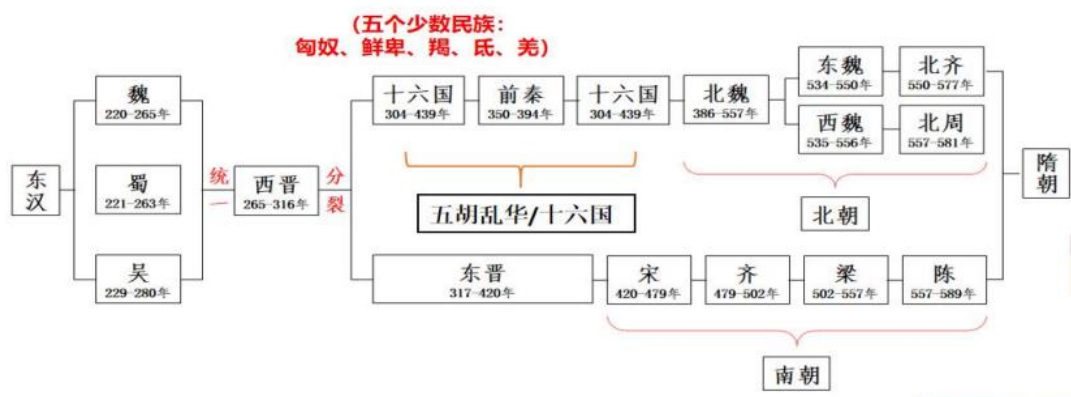 (五个少数民族:
匈奴、鲜卑、羯、氐、羌)
东汉
魏
220-265年
蜀
221-263年
吴
229-280年
统一
西晋
265-316年
分裂
十六国
304-439年
前秦
350-394年
十六国
304-439年
北魏
386-557年
东魏
534-550年
北齐
550-577年
西魏
535-556年
北周
557-581年
五胡乱华/十六国
北朝
隋朝
东晋
317-420年
宋
420-479年
齐
479-502年
梁
502-557年
陈
557-589年
南朝